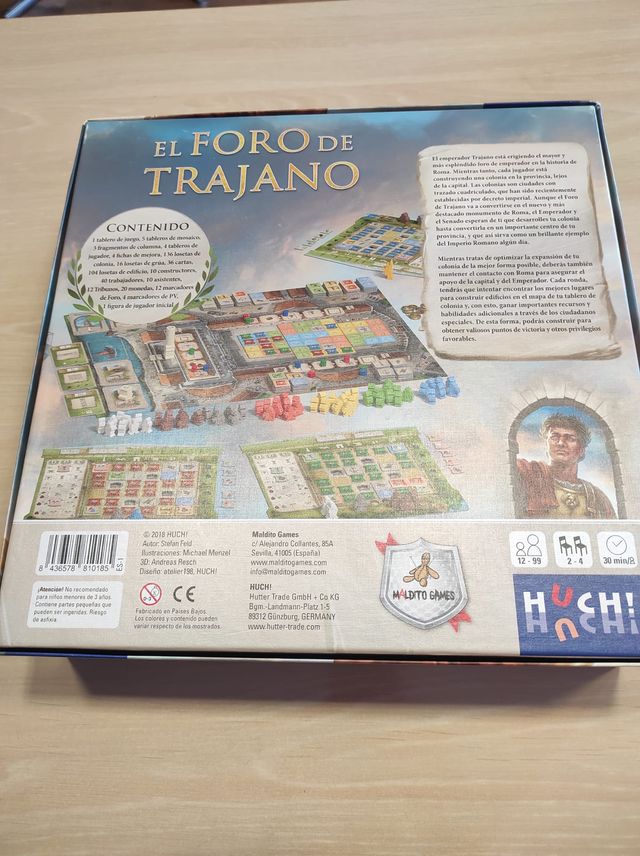 EL FORO DE
TRAJANO
CONTENIDO
1 tablero de juego, 5 tableros de mosaico,
5 fragmentos de columna, 4 tableros de
jugador, 4 fichas de mejora, 136 losetas de
colonia, 16 losetas de grúa, 36 cartas,
104 losetas de edificio, 10 constructores,
40 trabajadores, 10 asistentes,
12 Tribunos, 20 monedas, 12 marcadores
de Foro, 4 marcadores de PV,
1 figura de jugador inicial
El emperador Trajano está erigiendo el mayor y
más espléndido foro de emperador en la historia de
Roma. Mientras tanto, cada jugador está
construyendo una colonia en la provincia, lejos
de la capital. Las colonias son ciudades con
trazado cuadriculado, que han sido recientemente
establecidas por decreto imperial. Aunque el Foro
de Trajano va a convertirse en el nuevo y más
destacado monumento de Roma, el Emperador y
el Senado esperan de ti que desarrolles tu colonia
hasta convertirla en un importante centro de tu
provincia, y que así sirva como un brillante ejemplo
del Imperio Romano algún día.
Mientras tratas de optimizar la expansión de tu
colonia de la mejor forma posible, deberás también
mantener el contacto con Roma para asegurar el
apoyo de la capital y del Emperador. Cada ronda,
tendrás que intentar encontrar los mejores lugares
para construir edificios en el mapa de tu tablero de
colonia y, con esto, ganar importantes recursos y
habilidades adicionales a través de los ciudadanos
especiales. De esta forma, podrás construir para
obtener valiosos puntos de victoria y otros privilegios
favorables.
8 436578 810185
ES-1
¡Atención! No recomendado
para niños menores de 3 años.
Contiene partes pequeñas que
pueden ser ingeridas. Riesgo
de asfixia
© 2018 HUCH!
Autor: Stefan Feld
Ilustraciones: Michael Menzel
3D: Andreas Resch
Diseño: atelier198, HUCH!
0-3
CE
Fabricado en Países Bajos
Los colores y contenido pueden
variar respecto de los mostrados.
Maldito Games
c/ Alejandro Collantes, 85A
Sevilla, 41005 (España)
www.malditogames.com
info@malditogames.com
HUCH!
Hutter Trade GmbH + Co KG
Bgm.-Landmann-Platz 1-5
89312 Günzburg, GERMANY
www.hutter-trade.com
MALDITO GAMES
12 - 99
2 - 4
30 min/
HUCH!
HUCH!